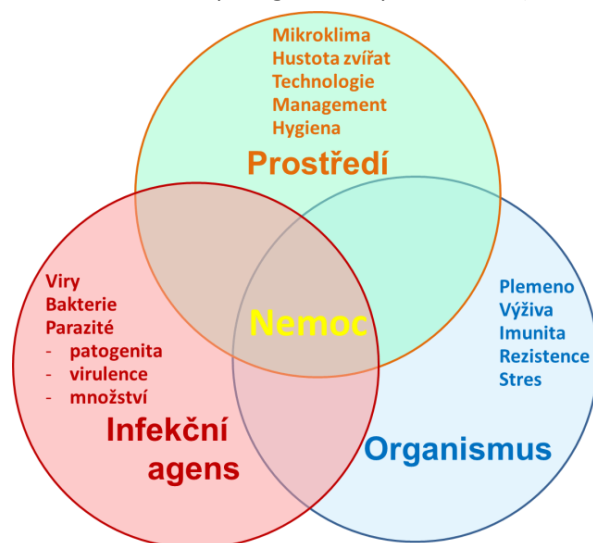 Mikroklima
Hustota zvířat
Technologie
Management
Hygiena
Prostředí
Viry
Bakterie
Parazité
- patogenita
- virulence
- množství
Infekční
agens
Nemoc
Plemeno
Výživa
Imunita
Rezistence
Stres
Organismus